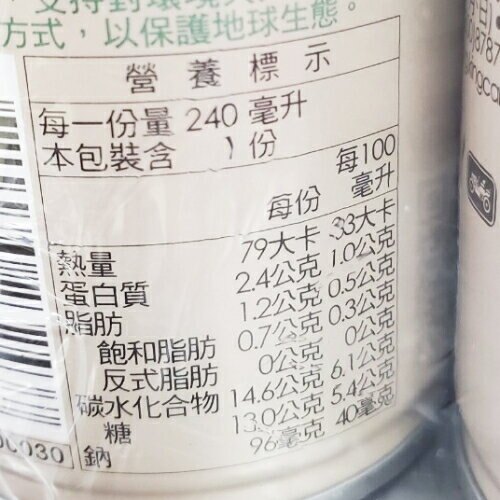 支持對環境
方式，以保護地球生態。
營養標示
每一份量 240 毫升
本包裝含 1 份
每份 每100毫升
熱量 79大卡 33大卡
蛋白質 2.4公克 1.0公克
脂肪 1.2公克 0.5公克
飽和脂肪 0.7公克 0.3公克
反式脂肪 0公克 0公克
碳水化合物 14.6公克 6.1公克
糖 13.0公克 5.4公克
鈉 96毫克 40毫克
0C030